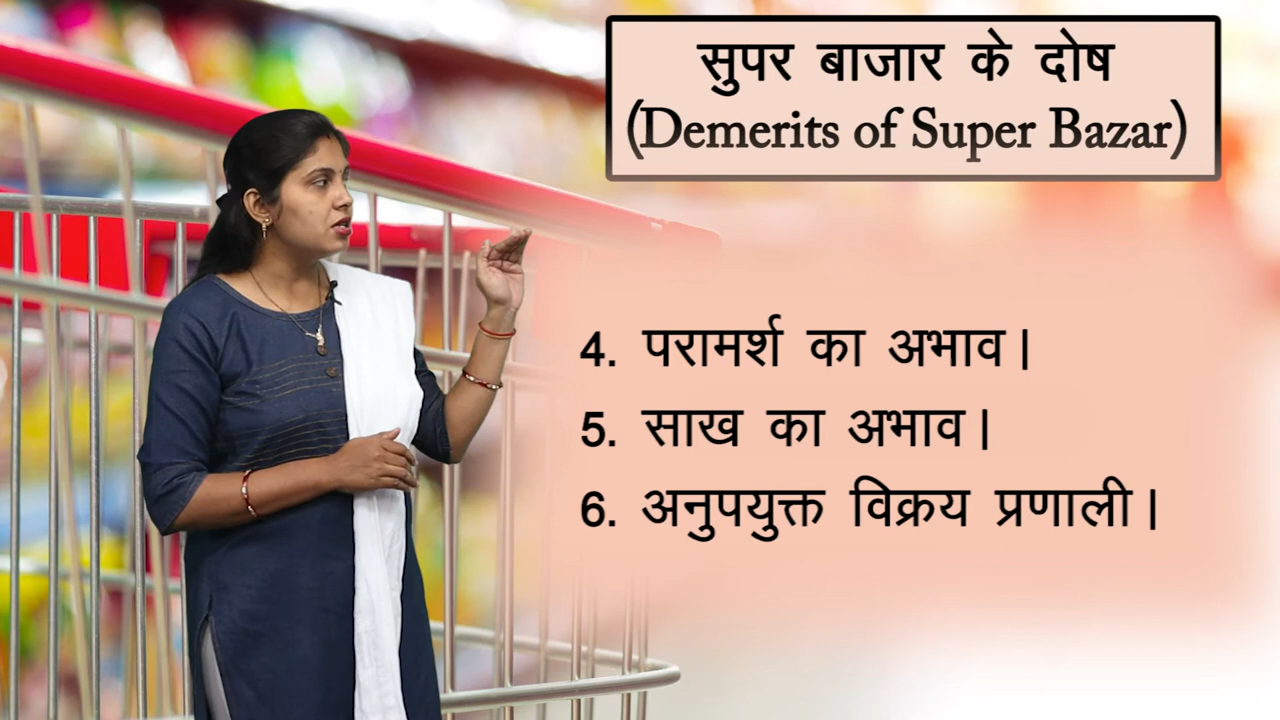 सुपर बाजार के दोष
(Demerits of Super Bazar)
4. परामर्श का अभाव।
5. साख का अभाव।
6. अनुपयुक्त विक्रय प्रणाली।